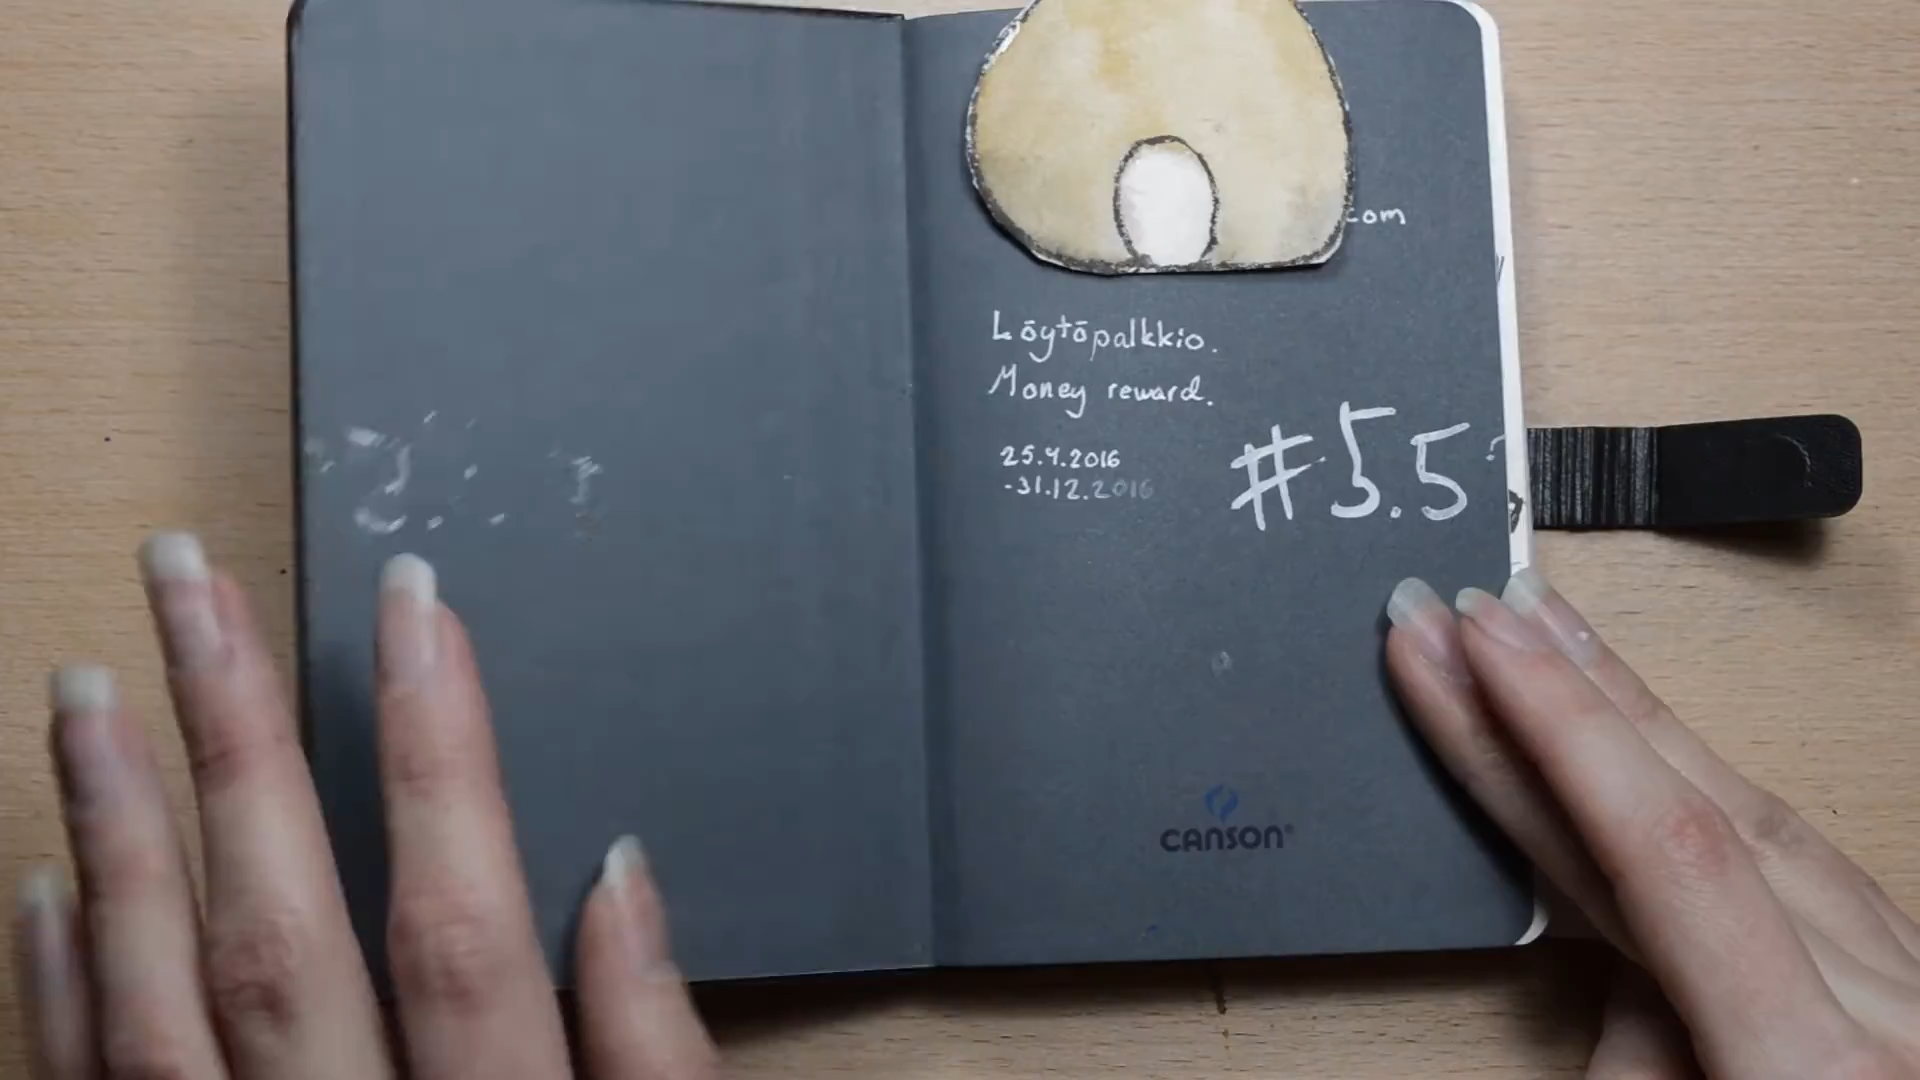 com
Löytöpalkkio.
Money reward.
25.4.2016
-31.12.2016
#5.5
CANSON®